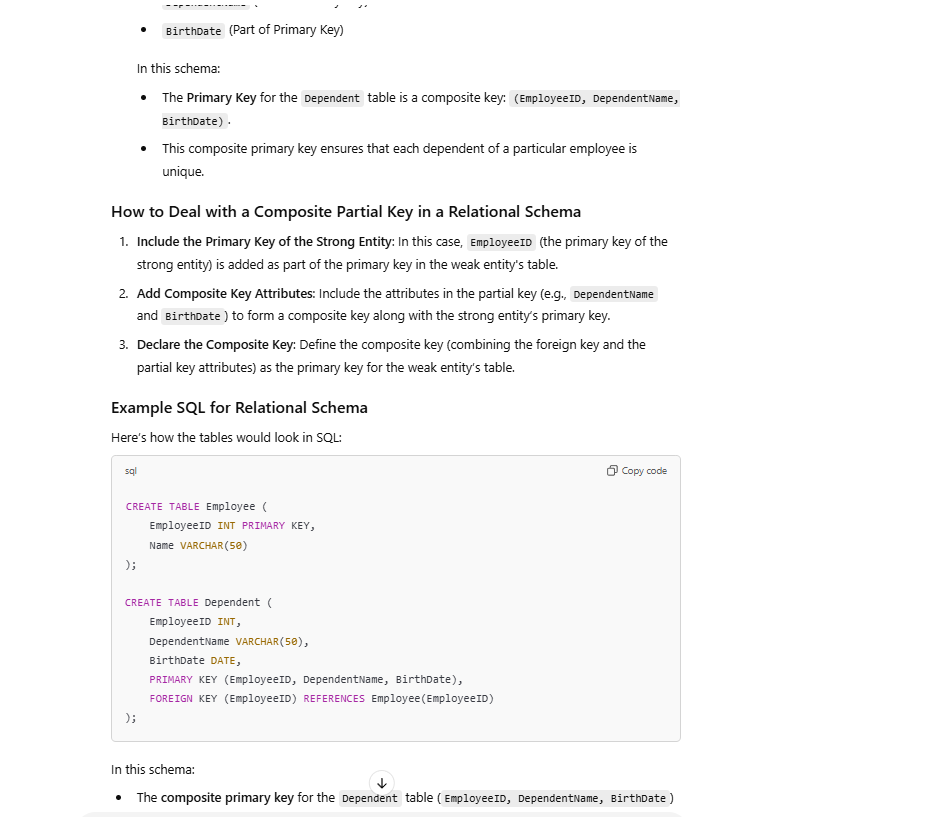 BirthDate (Part of Primary Key)
In this schema:
The Primary Key for the Dependent table is a composite key: (EmployeeID, DependentName,
BirthDate).
This composite primary key ensures that each dependent of a particular employee is
unique.
How to Deal with a Composite Partial Key in a Relational Schema
1. Include the Primary Key of the Strong Entity: In this case, EmployeeID (the primary key of the
strong entity) is added as part of the primary key in the weak entity's table.
2. Add Composite Key Attributes: Include the attributes in the partial key (e.g., DependentName
and BirthDate) to form a composite key along with the strong entity's primary key.
3. Declare the Composite Key: Define the composite key (combining the foreign key and the
partial key attributes) as the primary key for the weak entity's table.
Example SQL for Relational Schema
Here's how the tables would look in SQL:
sql Copy code
CREATE TABLE Employee (
EmployeeID INT PRIMARY KEY,
Name VARCHAR(50)
);
CREATE TABLE Dependent (
EmployeeID INT,
DependentName VARCHAR(50),
BirthDate DATE,
PRIMARY KEY (EmployeeID, DependentName, BirthDate),
FOREIGN KEY (EmployeeID) REFERENCES Employee(EmployeeID)
);
In this schema:
The composite primary key for the Dependent table (EmployeeID, DependentName, BirthDate)